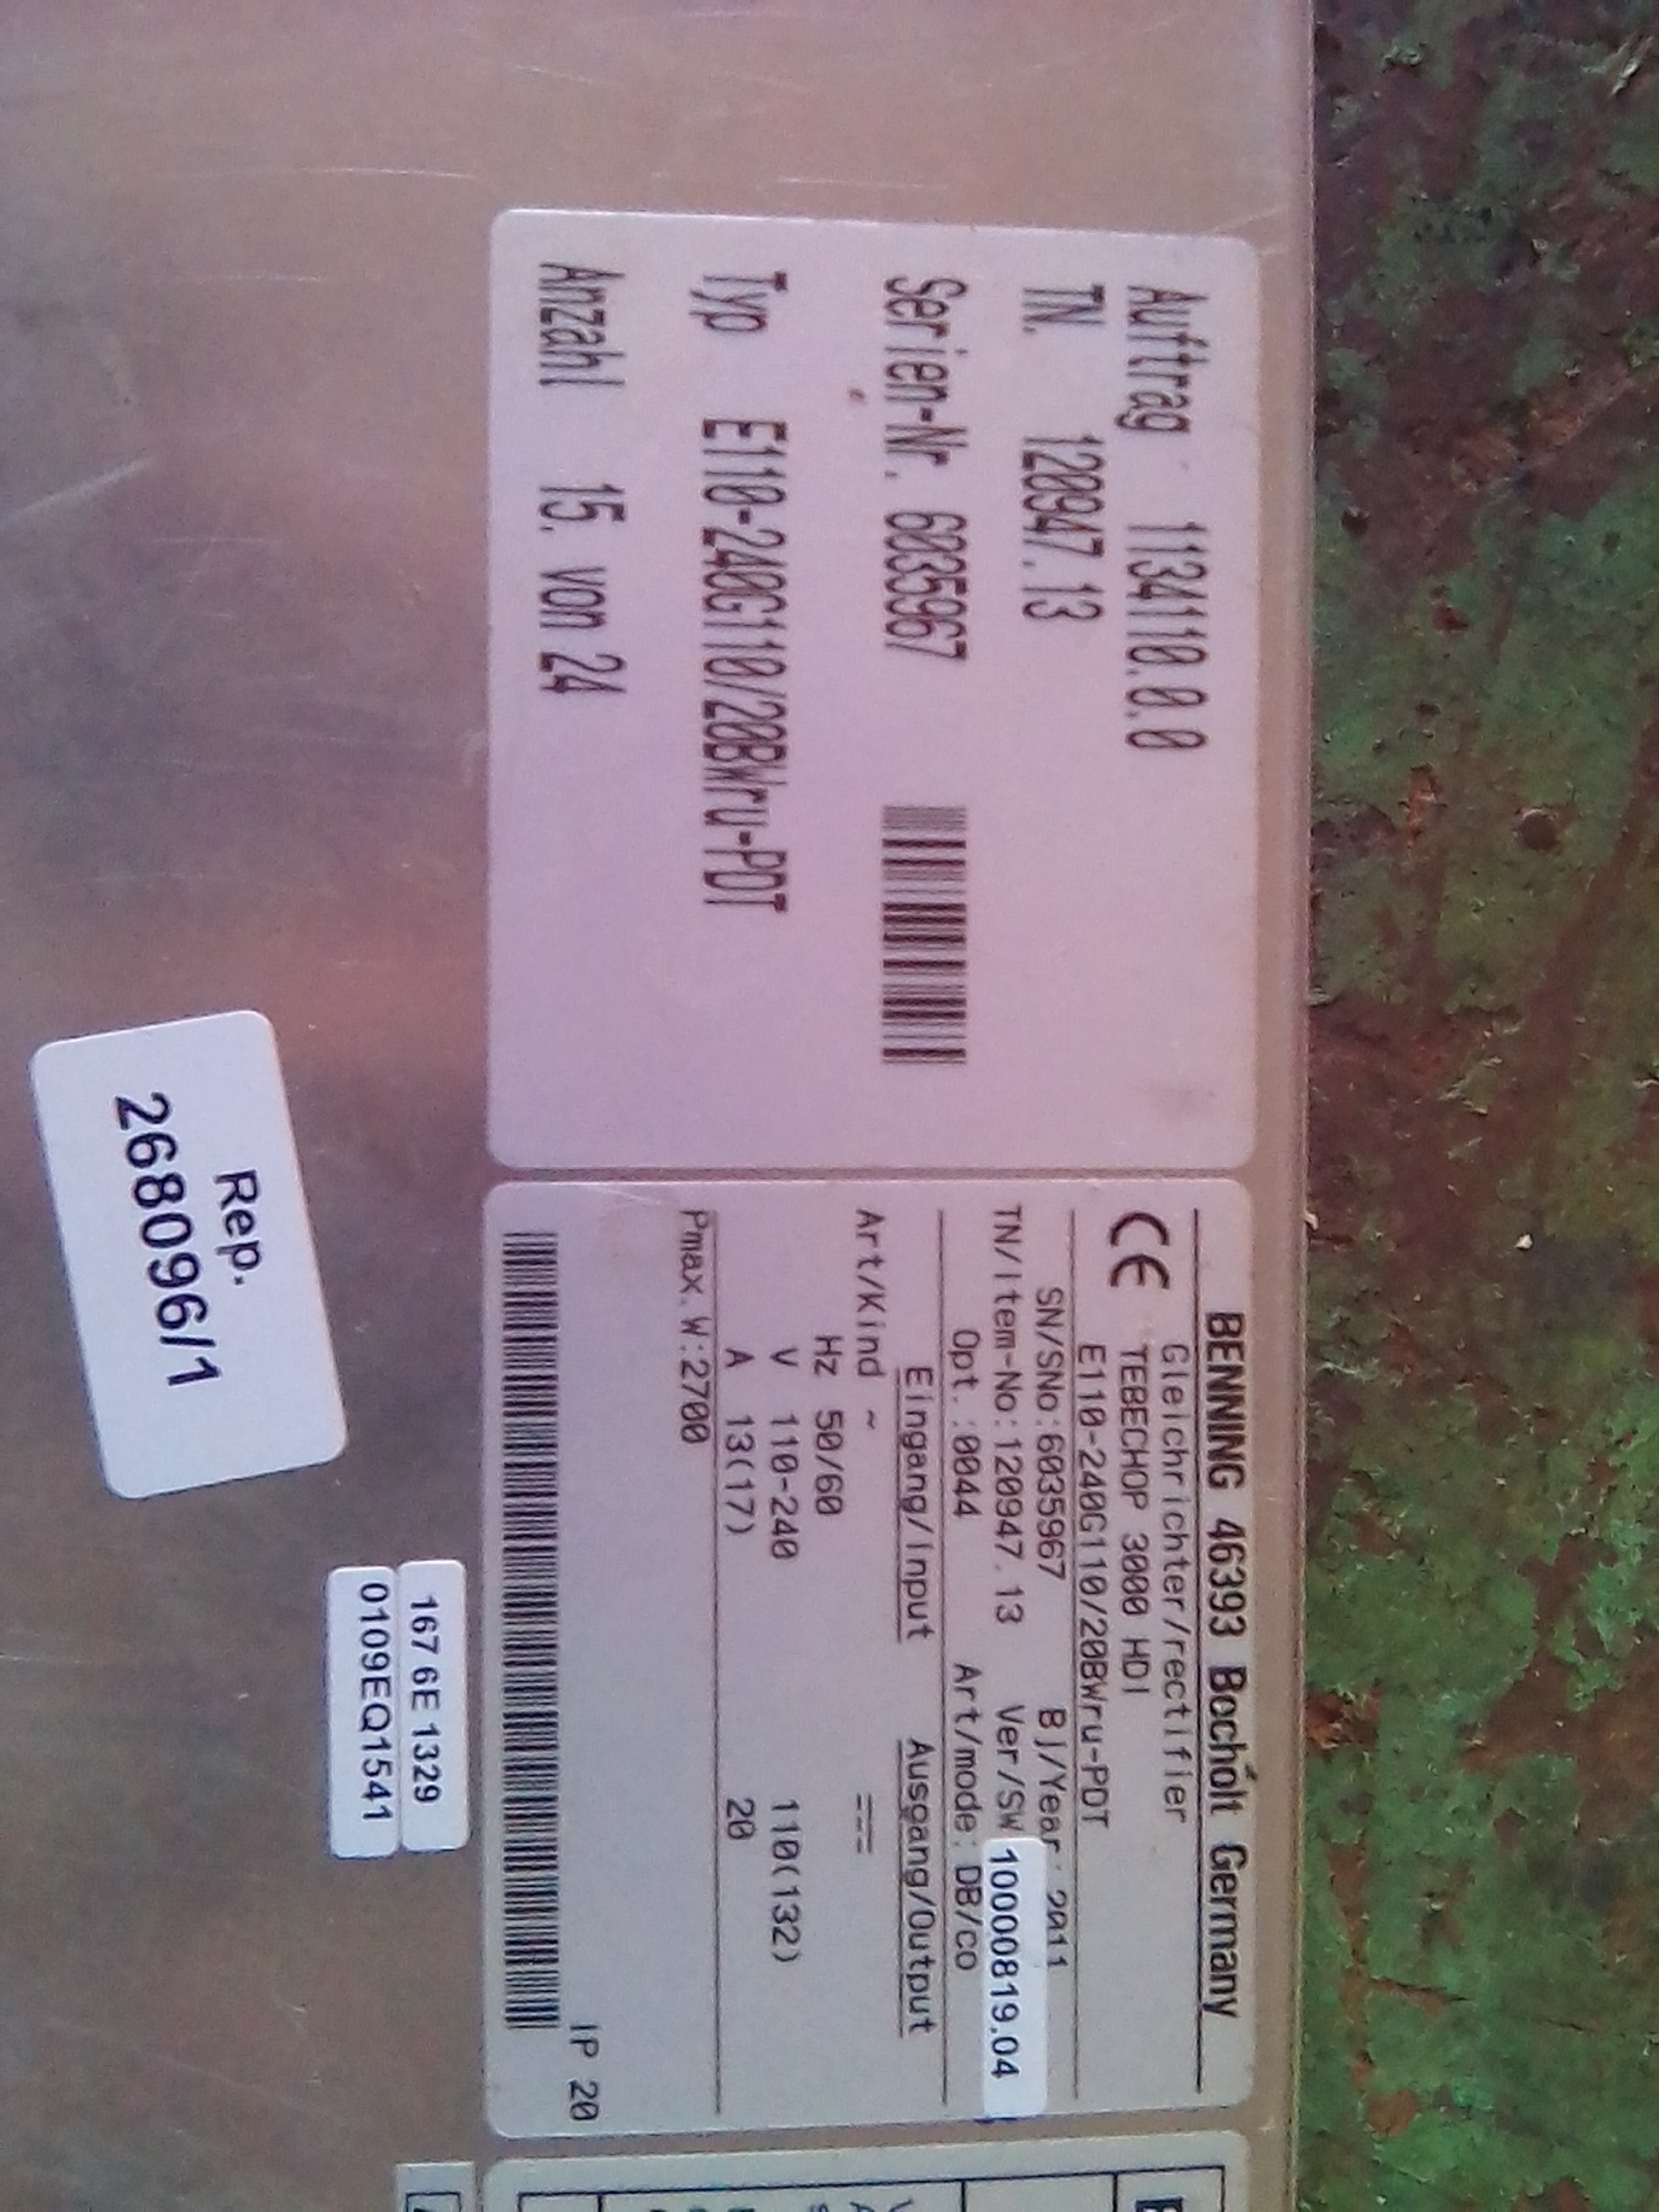 Auftrag 11341110.0.0
TN. 120947.13
Serien-Nr. 6035967
Typ E110-240G110/20BWru-PDT
Anzahl 15. von 24
BENNING 46393 Bocholt Germany
CE Gleichrichter/rectifier
TEBECHOP 3000 HDI
E110-240G110/20BWru-PDT
SN/SNo:6035967 BJ/Year: 2011
TN/Item-No:120947.13 Ver/SW 10000819.04
Opt.:0044 Art/mode: DB/co
Eingang/Input Ausgang/Output
Art/Kind ~ ===
Hz 50/60
V 110-240 110(132)
A 13(17) 20
Pmax.W:2700
IP 20
Rep.
268096/1
167 6E 1329
0109EQ1541